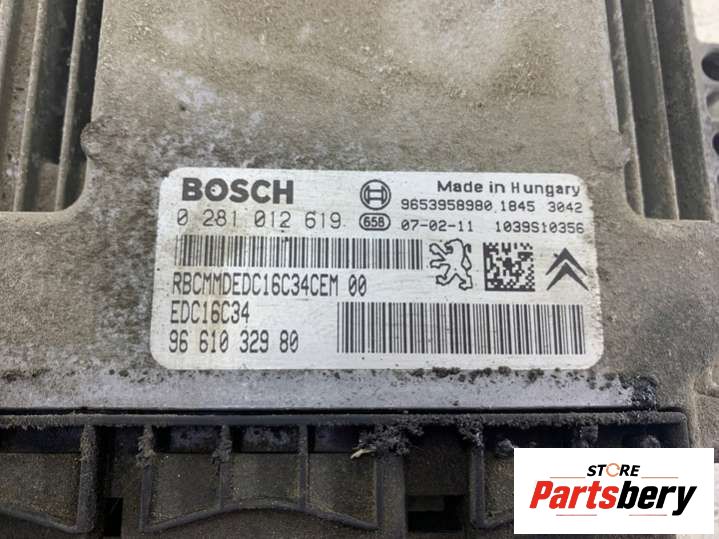 BOSCH
Made in Hungary
9653958980 1845 3042
0 281 012 619 658 07-02-11 1039S10356
RBCMMDEDC16C34CEM 00
EDC16C34
96 610 329 80
STORE
Partsbery